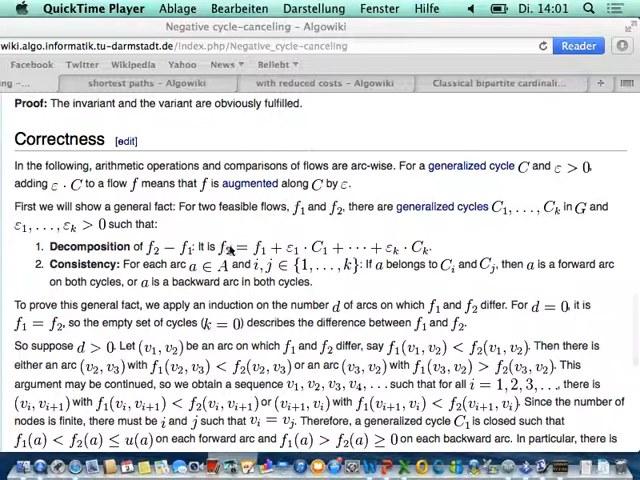 QuickTime Player Ablage Bearbeiten Darstellung Fenster Hilfe Di 14:01
Negative cycle-canceling - Algowiki
wiki.algo.informatik.tu-darmstadt.de/index.php/Negative_cycle-canceling Reader
Facebook Twitter Wikipedia Yahoo News ▾ Beliebt ▾
ng -... shortest paths - Algowiki with reduced costs - Algowiki Classical bipartite cardinali... +
Proof: The invariant and the variant are obviously fulfilled.
Correctness [edit]
In the following, arithmetic operations and comparisons of flows are arc-wise. For a generalized cycle C and ε > 0,
adding ε · C to a flow f means that f is augmented along C by ε.
First we will show a general fact: For two feasible flows, f₁ and f₂, there are generalized cycles C₁, . . . , Cₖ in G and
ε₁, . . . , εₖ > 0 such that:
1. Decomposition of f₂ − f₁: It is f₂ = f₁ + ε₁ · C₁ + · · · + εₖ · Cₖ.
2. Consistency: For each arc a ∈ A and i, j ∈ {1, . . . , k}: If a belongs to Cᵢ and Cⱼ, then a is a forward arc
on both cycles, or a is a backward arc in both cycles.
To prove this general fact, we apply an induction on the number d of arcs on which f₁ and f₂ differ. For d = 0, it is
f₁ = f₂, so the empty set of cycles (k = 0) describes the difference between f₁ and f₂.
So suppose d > 0. Let (v₁, v₂) be an arc on which f₁ and f₂ differ, say f₁(v₁, v₂) < f₂(v₁, v₂). Then there is
either an arc (v₂, v₃) with f₁(v₂, v₃) < f₂(v₂, v₃) or an arc (v₃, v₂) with f₁(v₃, v₂) > f₂(v₃, v₂). This
argument may be continued, so we obtain a sequence v₁, v₂, v₃, v₄, . . . such that for all i = 1, 2, 3, . . ., there is
(vᵢ, vᵢ₊₁) with f₁(vᵢ, vᵢ₊₁) < f₂(vᵢ, vᵢ₊₁) or (vᵢ₊₁, vᵢ) with f₁(vᵢ₊₁, vᵢ) > f₂(vᵢ₊₁, vᵢ). Since the number of
nodes is finite, there must be i and j such that vᵢ = vⱼ. Therefore, a generalized cycle C₁ is closed such that
f₁(a) < f₂(a) ≤ u(a) on each forward arc and f₁(a) > f₂(a) ≥ 0 on each backward arc. In particular, there is